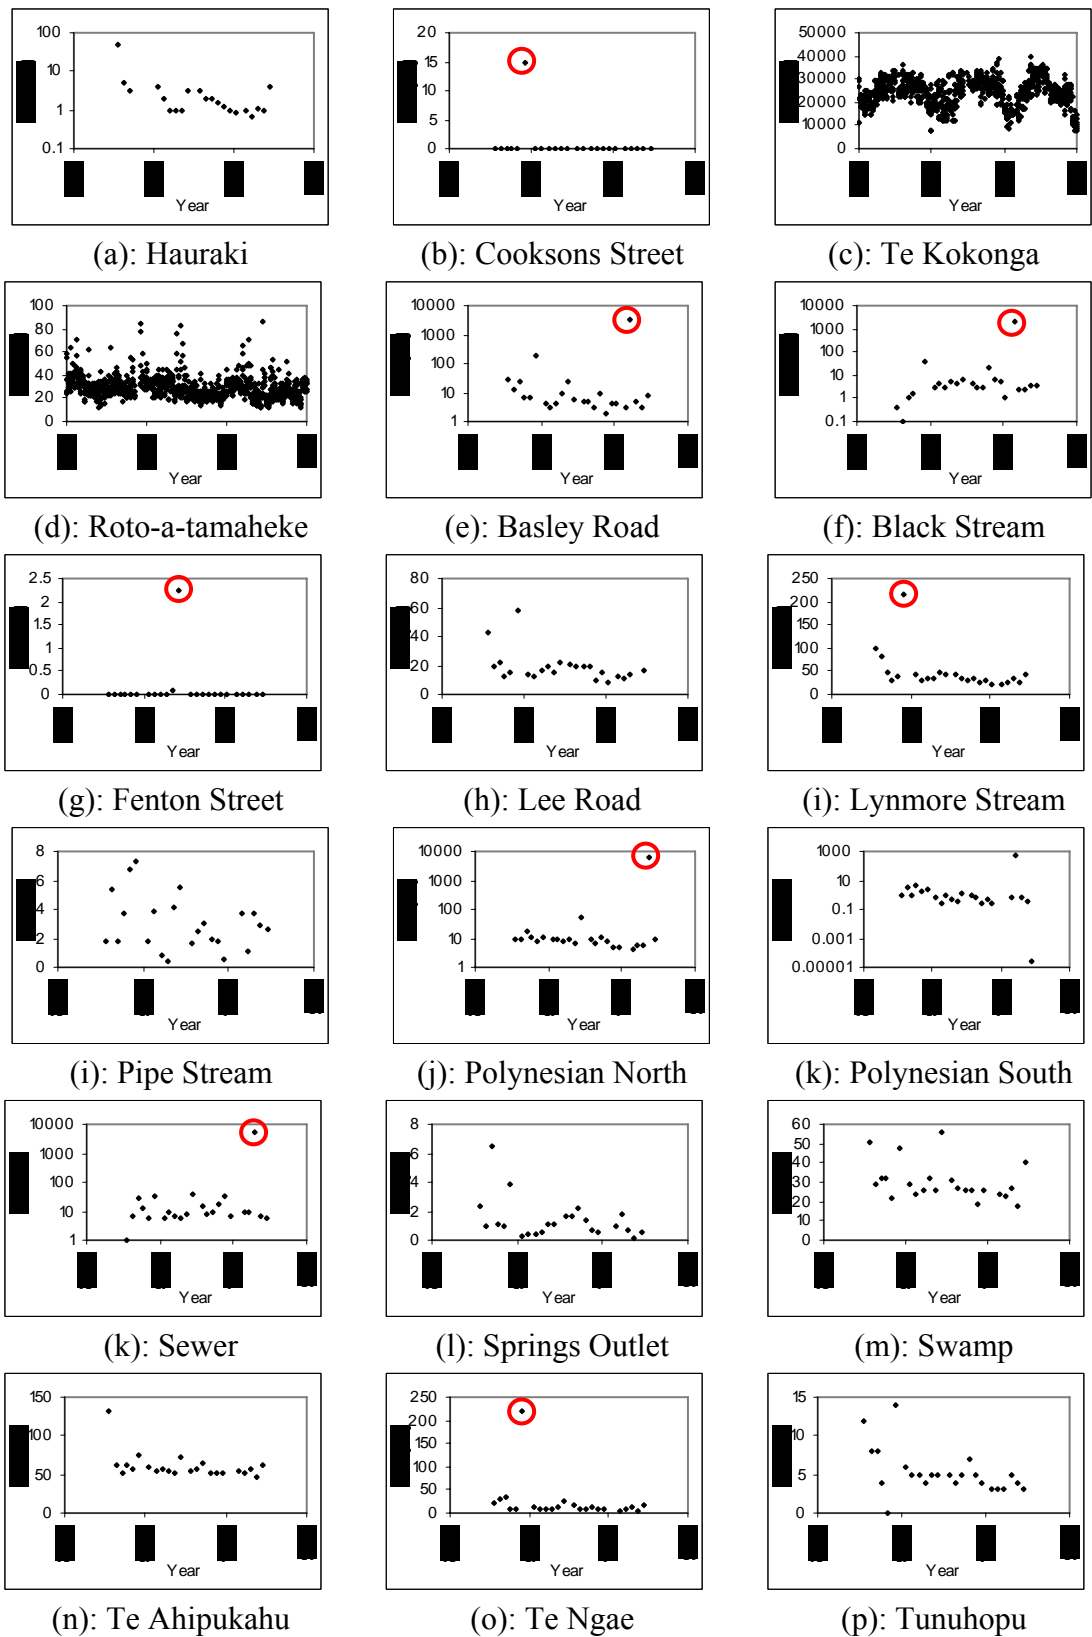 100
10
1
0.1
Year
(a): Hauraki
20
15
10
5
0
Year
(b): Cooksons Street
50000
40000
30000
20000
10000
0
Year
(c): Te Kokonga
100
80
60
40
20
0
Year
(d): Roto-a-tamaheke
10000
1000
100
10
1
Year
(e): Basley Road
10000
1000
100
10
1
0.1
Year
(f): Black Stream
2.5
2
1.5
1
0.5
0
Year
(g): Fenton Street
80
60
40
20
0
Year
(h): Lee Road
250
200
150
100
50
0
Year
(i): Lynmore Stream
8
6
4
2
0
Year
(i): Pipe Stream
10000
1000
100
10
1
Year
(j): Polynesian North
1000
10
0.1
0.001
0.00001
Year
(k): Polynesian South
10000
1000
100
10
1
Year
(k): Sewer
8
6
4
2
0
Year
(l): Springs Outlet
60
50
40
30
20
10
0
Year
(m): Swamp
150
100
50
0
Year
(n): Te Ahipukahu
250
200
150
100
50
0
Year
(o): Te Ngae
15
10
5
0
Year
(p): Tunuhopu